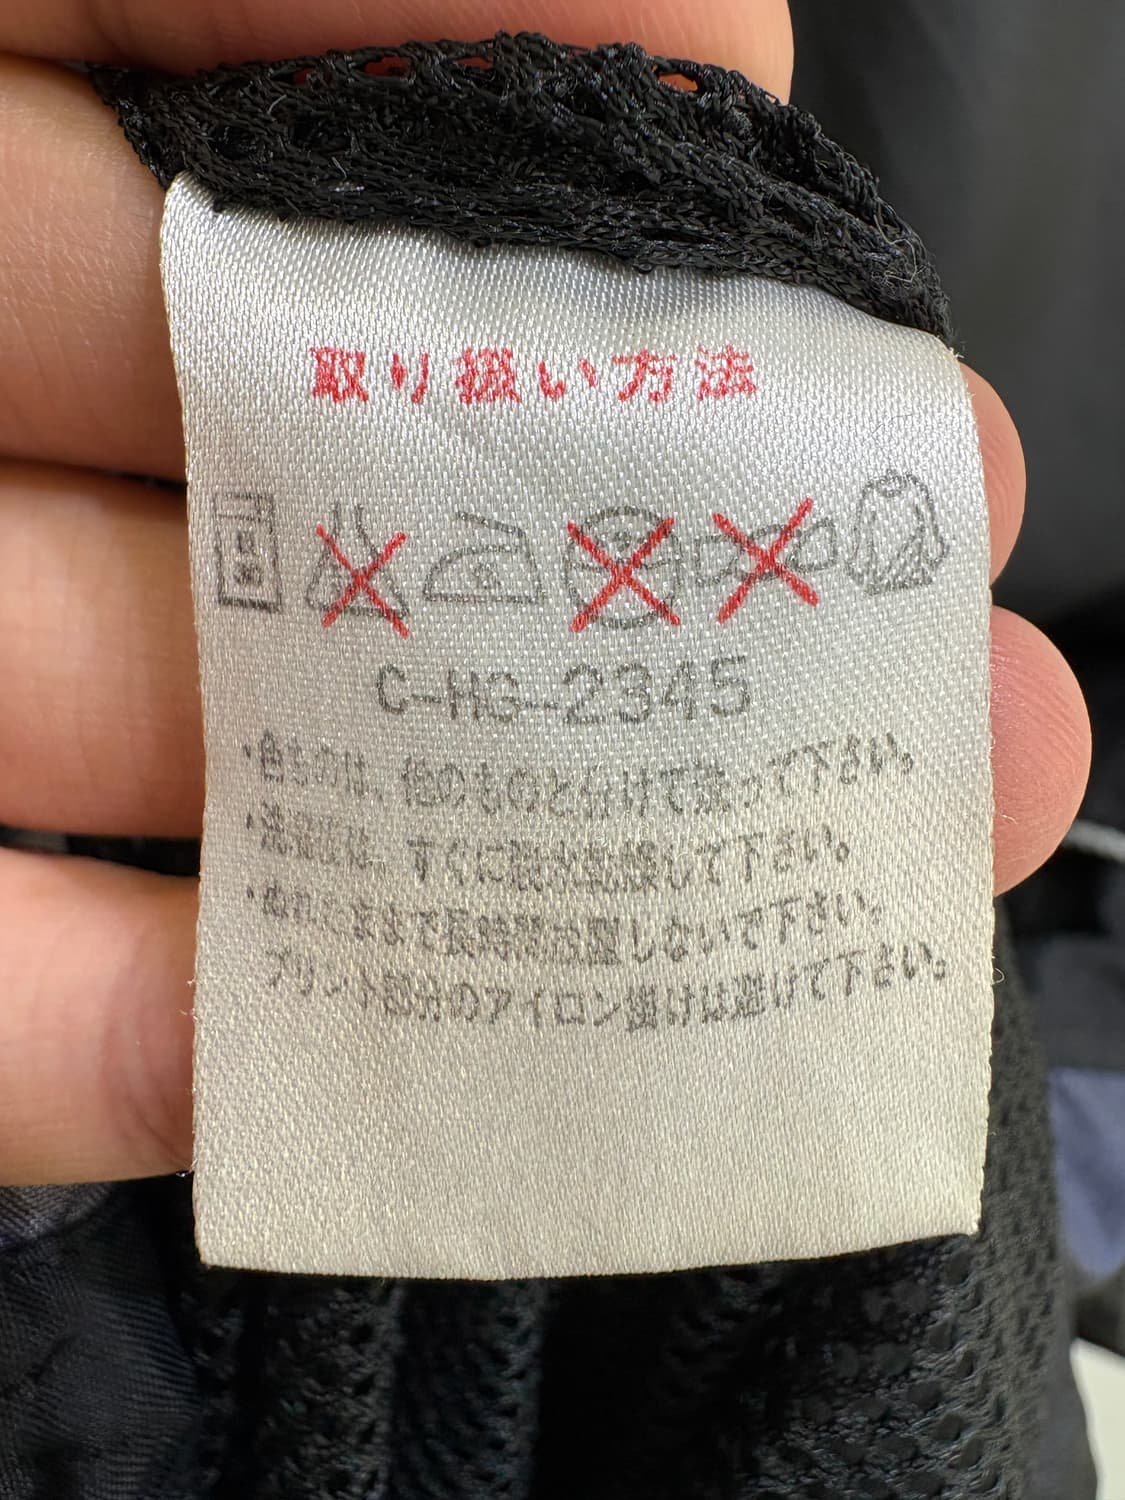 取り扱い方法
C-HG-2345
・色ものは、他のものと分けて洗って下さい。
・洗濯後は、すぐに脱水乾燥して下さい。
・ぬれたままで長時間放置しないで下さい。
プリント部分のアイロン掛けは避けて下さい。